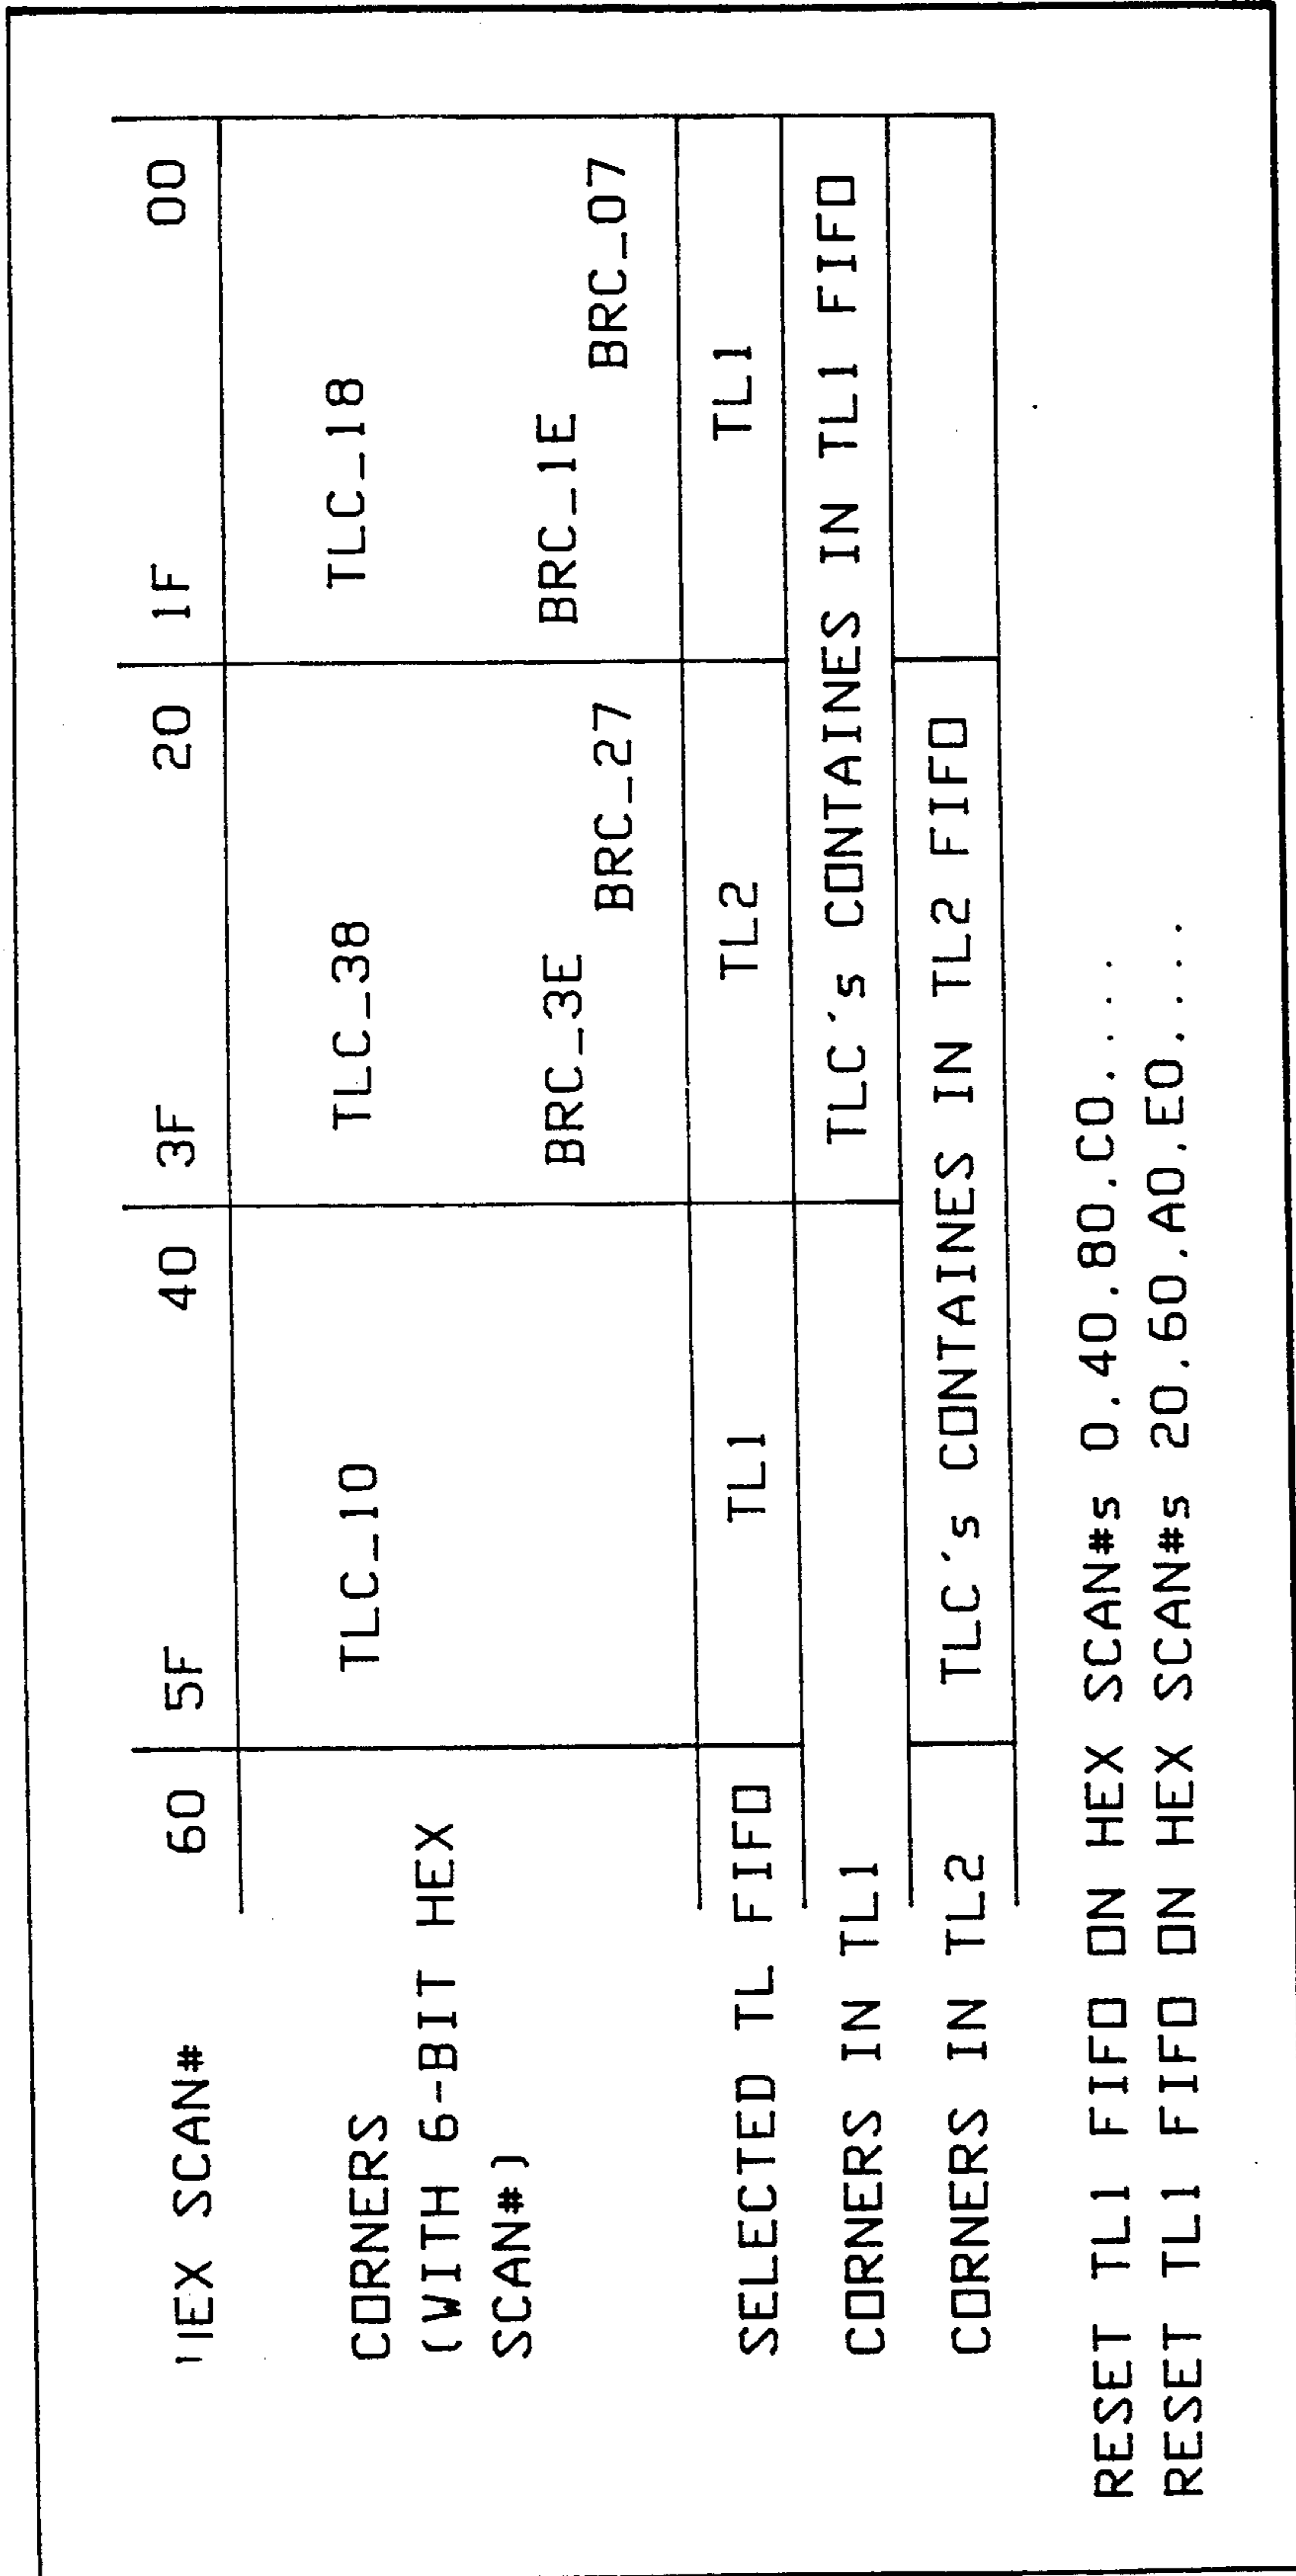 HEX SCAN# 60 5F 40 3F 20 1F 00
CORNERS
(WITH 6-BIT HEX
SCAN#)
TLC_10 TLC_38 TLC_18
BRC_3E BRC_1E
BRC_27 BRC_07
SELECTED TL FIFO TL1 TL2 TL1
CORNERS IN TL1 TLC's CONTAINES IN TL1 FIFO
CORNERS IN TL2 TLC's CONTAINES IN TL2 FIFO
RESET TL1 FIFO ON HEX SCAN#s 0,40,80,C0....
RESET TL1 FIFO ON HEX SCAN#s 20,60,A0,E0....